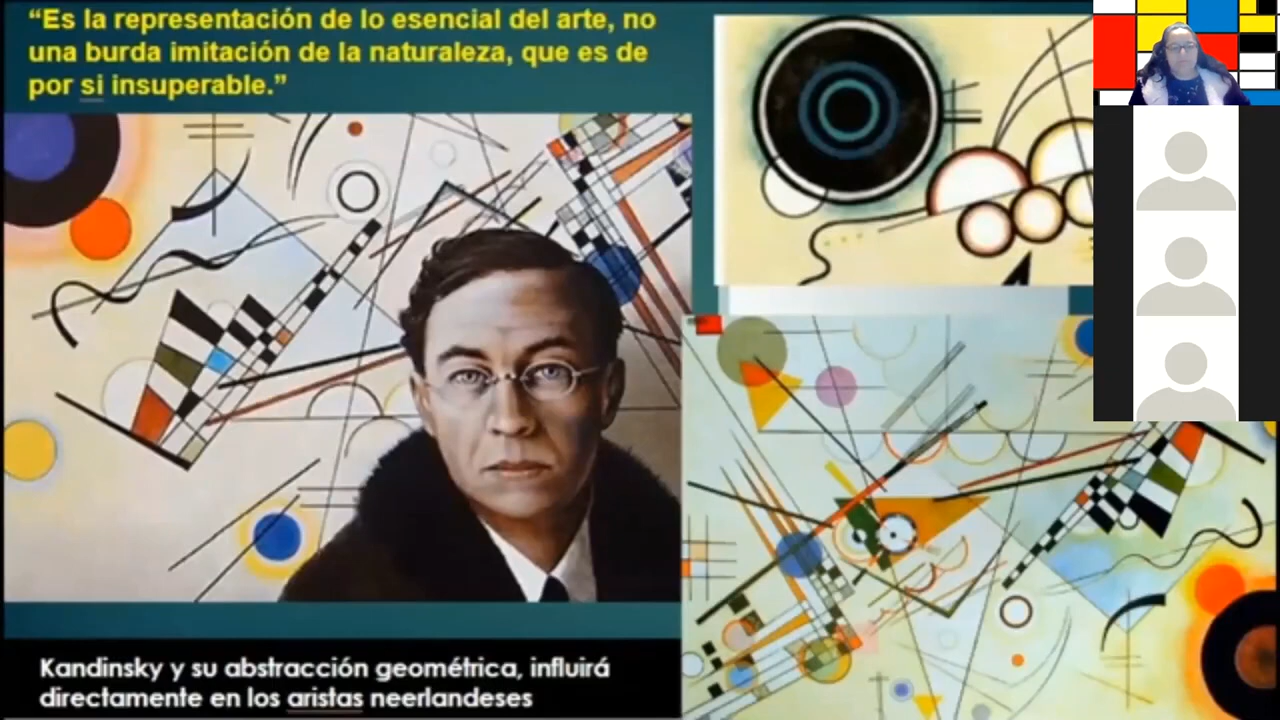 “Es la representación de lo esencial del arte, no
una burda imitación de la naturaleza, que es de
por si insuperable.”
Kandinsky y su abstracción geométrica, influirá
directamente en los aristas neerlandeses